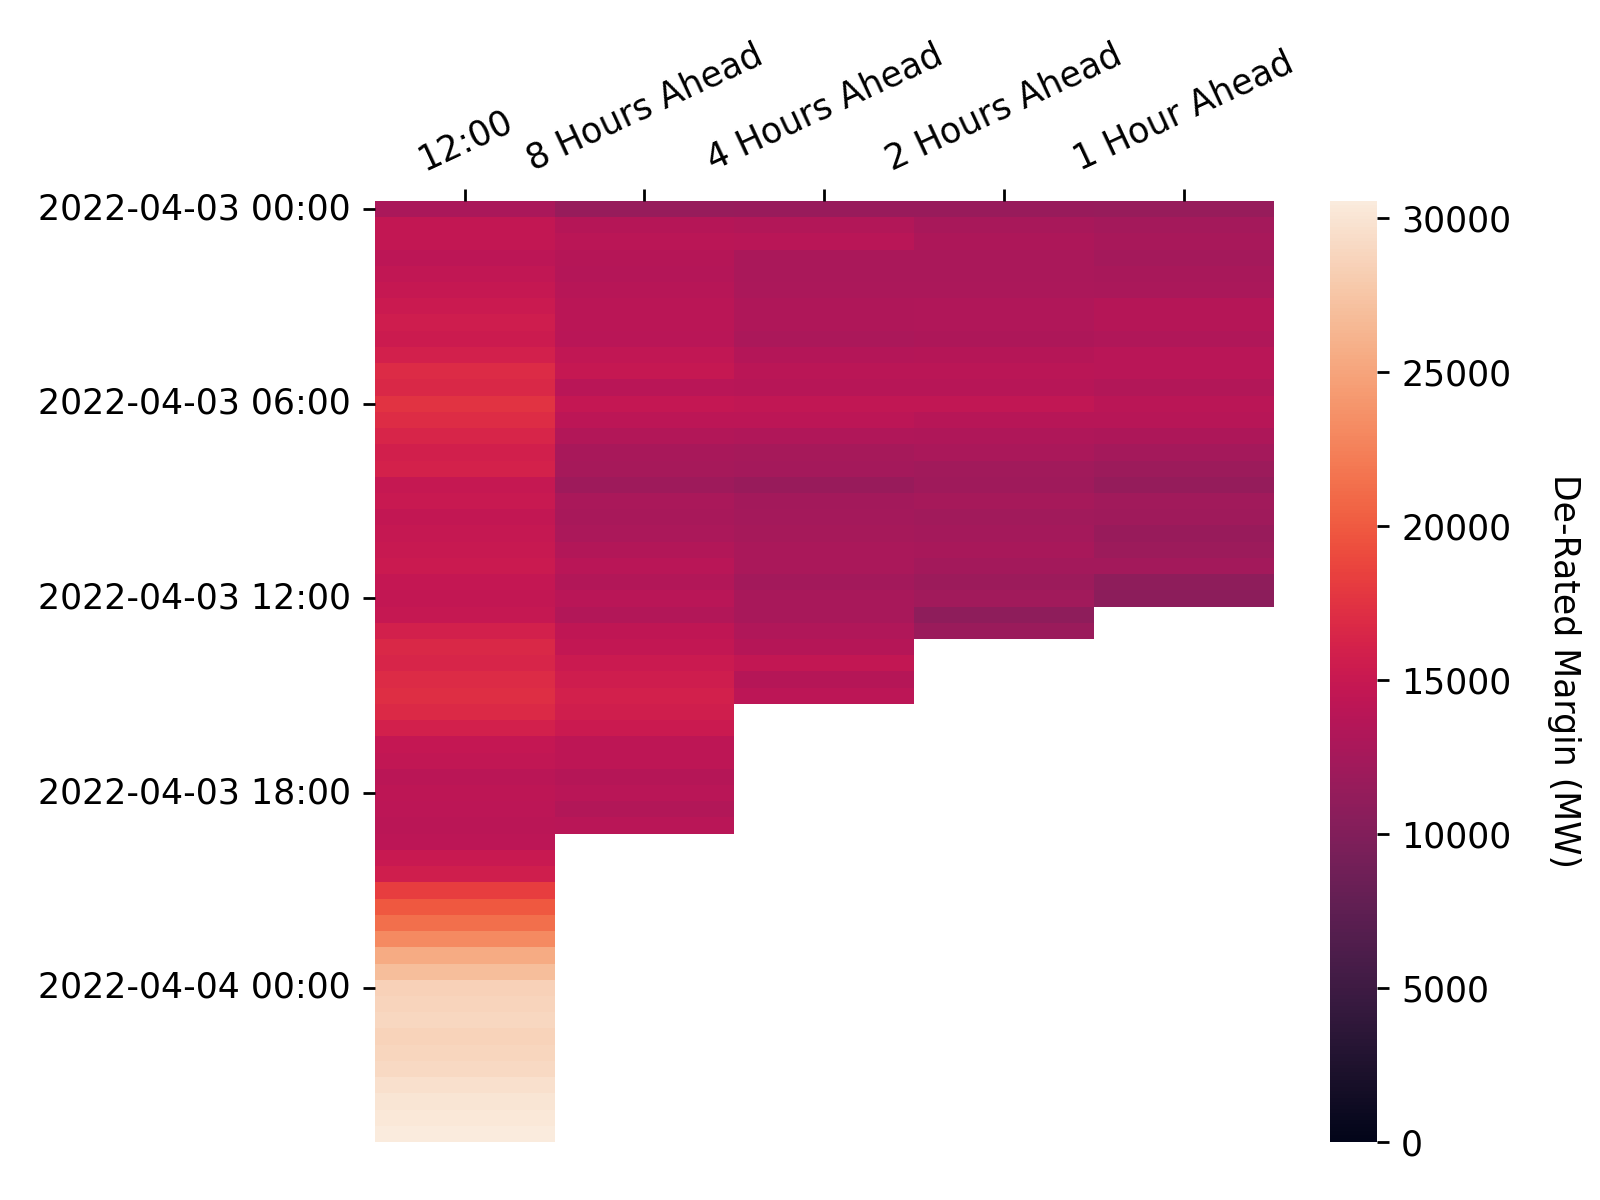 12:00
8 Hours Ahead
4 Hours Ahead
2 Hours Ahead
1 Hour Ahead
2022-04-03 00:00
2022-04-03 06:00
2022-04-03 12:00
2022-04-03 18:00
2022-04-04 00:00
30000
25000
20000
15000
10000
5000
0
De-Rated Margin (MW)